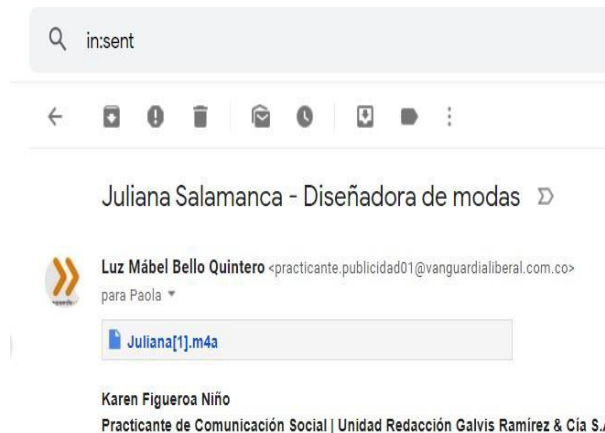 in:sent
Juliana Salamanca - Diseñadora de modas
Luz Mábel Bello Quintero <practicante.publicidad01@vanguardialiberal.com.co>
para Paola
Juliana[1].m4a
Karen Figueroa Niño
Practicante de Comunicación Social | Unidad Redacción Galvis Ramírez & Cía S.A